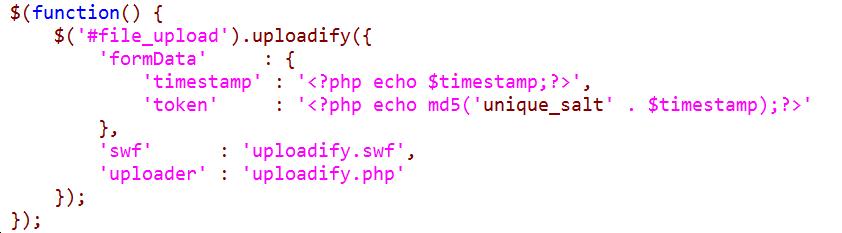 $(function() {
    $('#file_upload').uploadify({
        'formData'     : {
            'timestamp' : '<?php echo $timestamp;?>',
            'token'     : '<?php echo md5('unique_salt' . $timestamp);?>'
        },
        'swf'      : 'uploadify.swf',
        'uploader' : 'uploadify.php'
    });
});